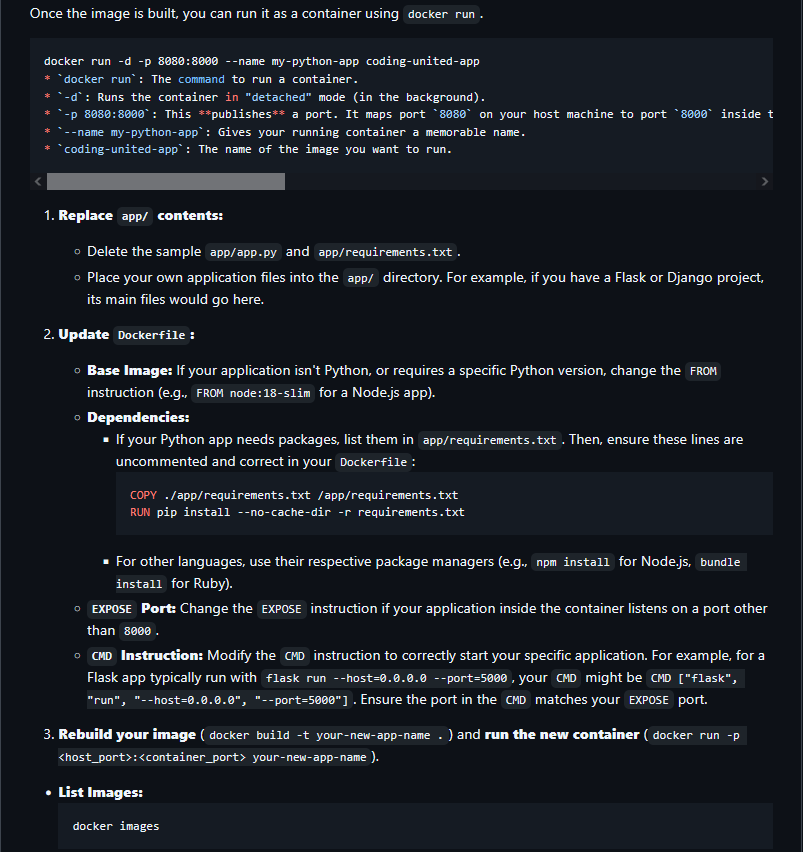 Once the image is built, you can run it as a container using docker run.
docker run -d -p 8080:8000 --name my-python-app coding-united-app
* `docker run`: The command to run a container.
* `-d`: Runs the container in "detached" mode (in the background).
* `-p 8080:8000`: This **publishes** a port. It maps port `8080` on your host machine to port `8000` inside t
* `--name my-python-app`: Gives your running container a memorable name.
* `coding-united-app`: The name of the image you want to run.
1. Replace app/ contents:
Delete the sample app/app.py and app/requirements.txt.
Place your own application files into the app/ directory. For example, if you have a Flask or Django project,
its main files would go here.
2. Update Dockerfile:
Base Image: If your application isn't Python, or requires a specific Python version, change the FROM
instruction (e.g., FROM node:18-slim for a Node.js app).
Dependencies:
If your Python app needs packages, list them in app/requirements.txt. Then, ensure these lines are
uncommented and correct in your Dockerfile:
COPY ./app/requirements.txt /app/requirements.txt
RUN pip install --no-cache-dir -r requirements.txt
For other languages, use their respective package managers (e.g., npm install for Node.js, bundle
install for Ruby).
EXPOSE Port: Change the EXPOSE instruction if your application inside the container listens on a port other
than 8000.
CMD Instruction: Modify the CMD instruction to correctly start your specific application. For example, for a
Flask app typically run with flask run --host=0.0.0.0 --port=5000, your CMD might be CMD ["flask",
"run", "--host=0.0.0.0", "--port=5000"]. Ensure the port in the CMD matches your EXPOSE port.
3. Rebuild your image (docker build -t your-new-app-name .) and run the new container (docker run -p
<host_port>:<container_port> your-new-app-name).
List Images:
docker images